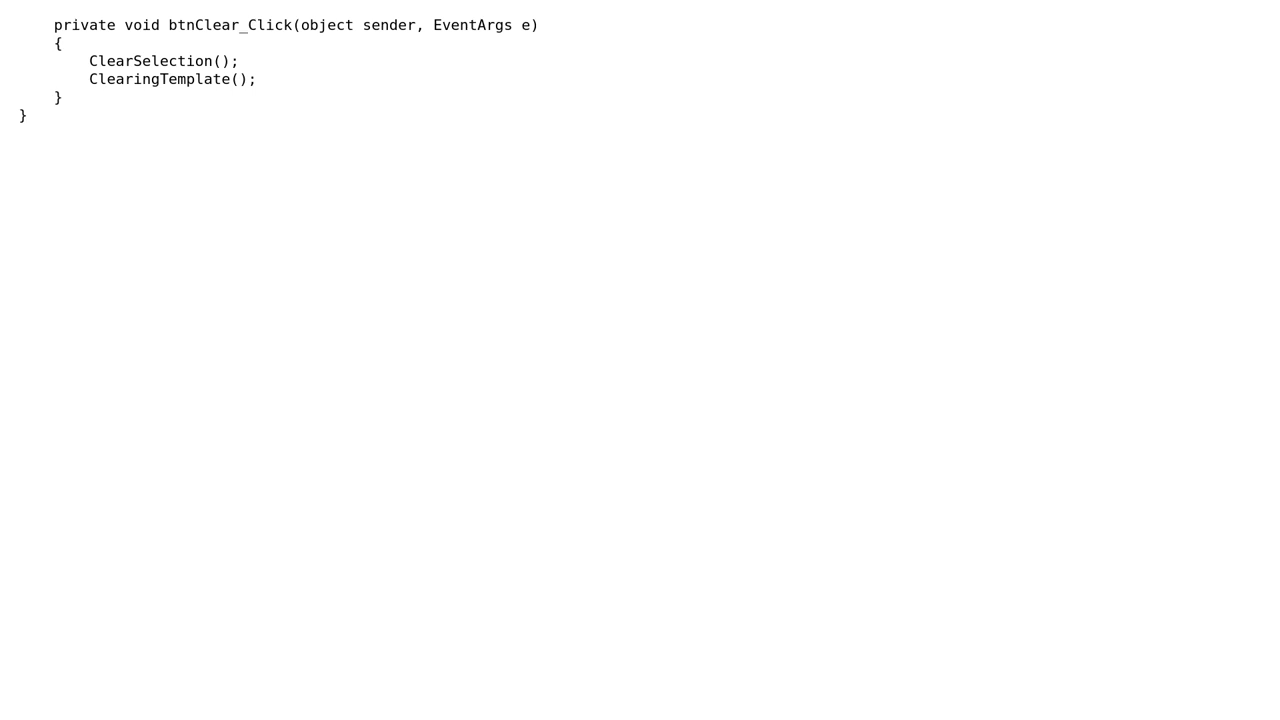 private void btnClear_Click(object sender, EventArgs e)
    {
        ClearSelection();
        ClearingTemplate();
    }
}